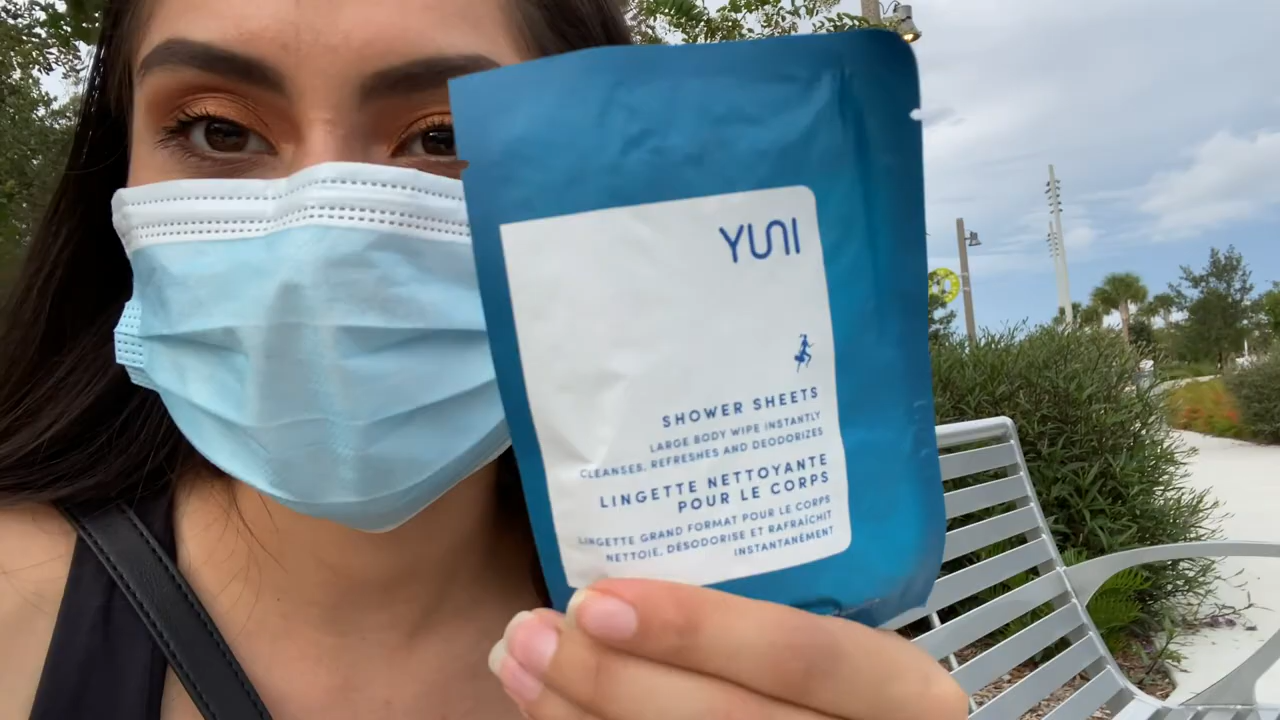 YUNI
SHOWER SHEETS
LARGE BODY WIPE INSTANTLY
CLEANSES, REFRESHES AND DEODORIZES
LINGETTE NETTOYANTE
POUR LE CORPS
LINGETTE GRAND FORMAT POUR LE CORPS
NETTOIE, DÉSODORISE ET RAFRAÎCHIT
INSTANTANÉMENT